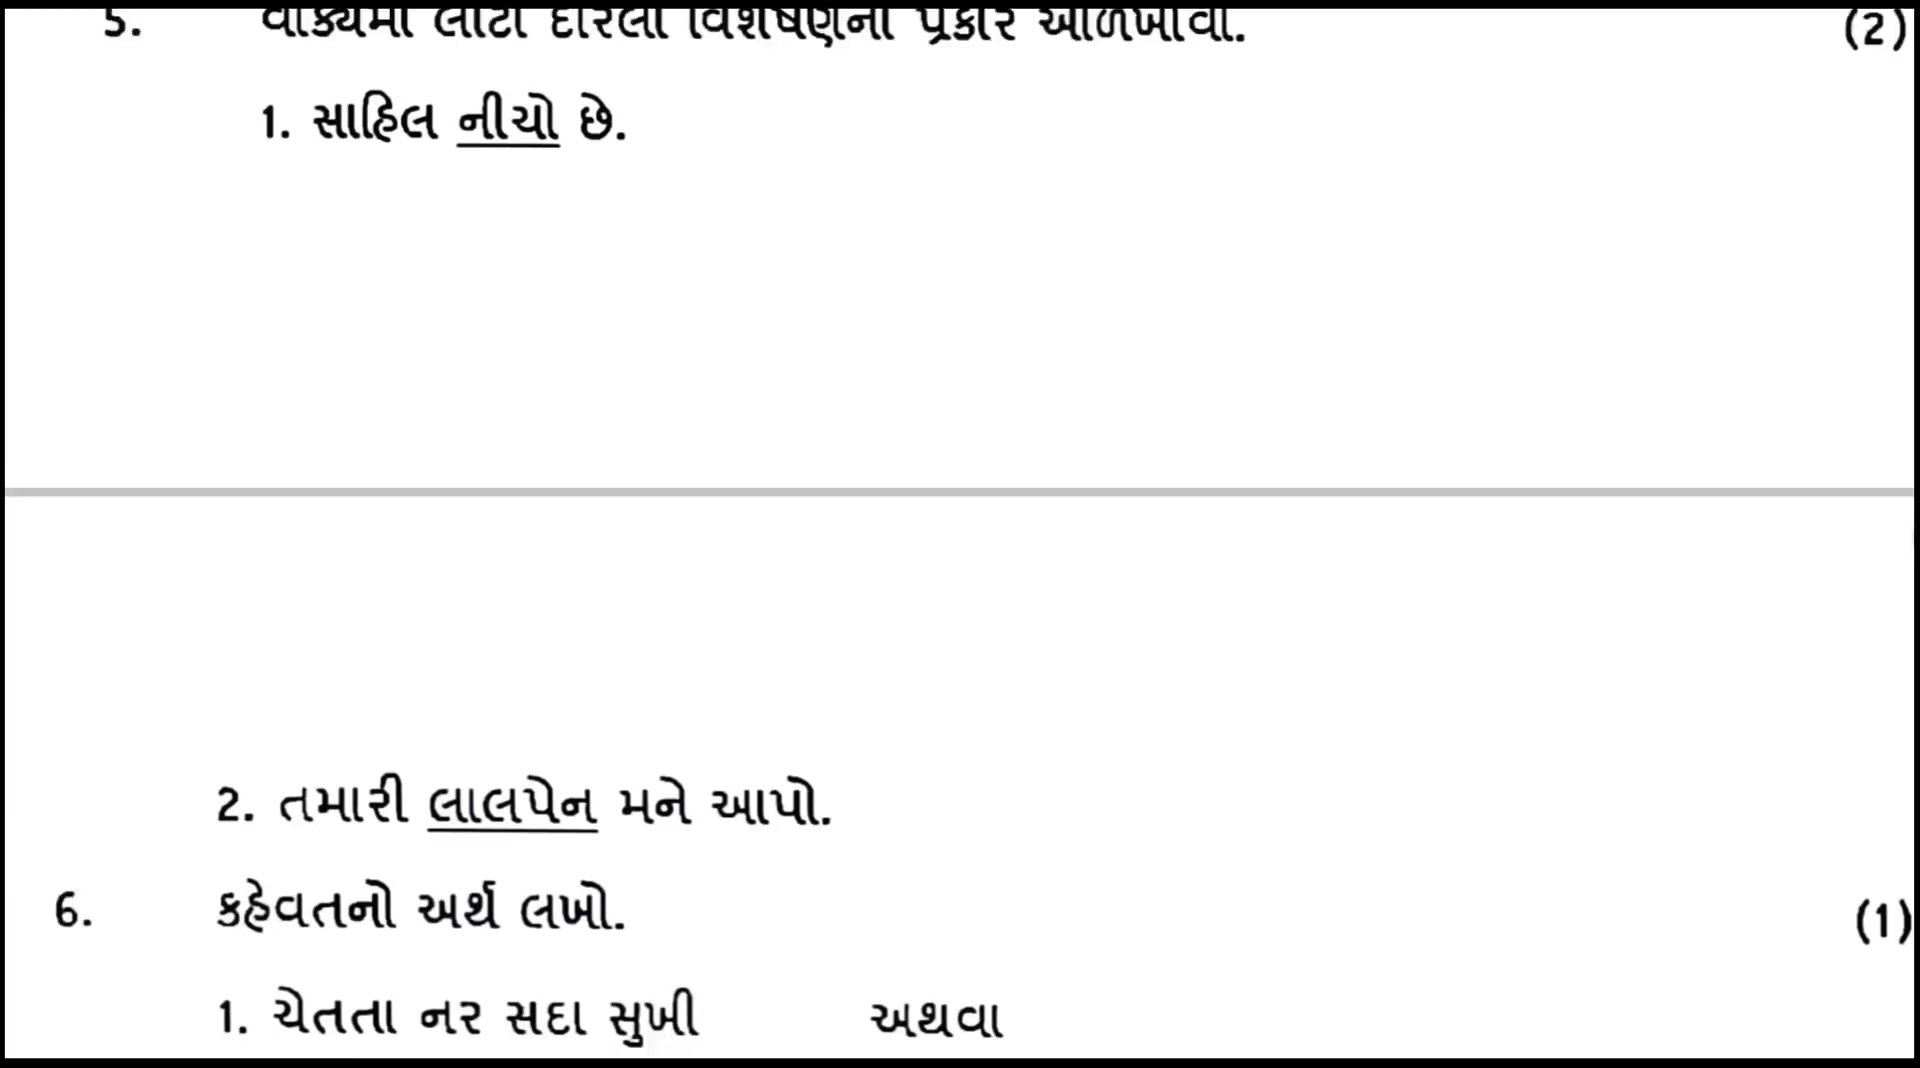 5. વાક્યમાં લીટી દોરેલા વિશેષણનો પ્રકાર ઓળખાવો. (2)
1. સાહિલ નીચો છે.
2. તમારી લાલપેન મને આપો.
6. કહેવતનો અર્થ લખો. (1)
1. ચેતતા નર સદા સુખી અથવા